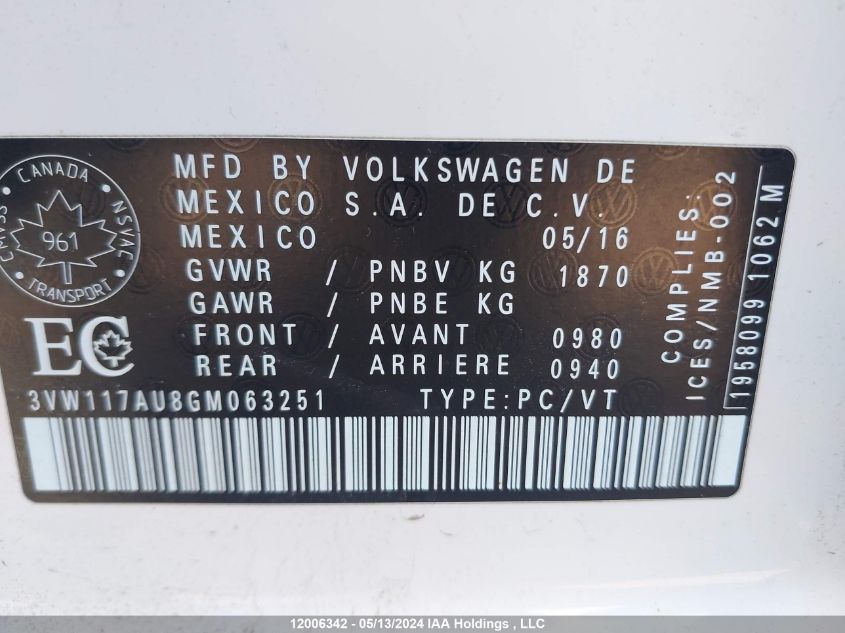 CANADA
CMVSS
NSVAC
961
TRANSPORT
EC
MFD BY VOLKSWAGEN DE
MEXICO S.A. DE C.V.
MEXICO 05/16
GVWR / PNBV KG 1870
GAWR / PNBE KG
FRONT / AVANT 0980
REAR / ARRIERE 0940
3VW117AU8GM063251 TYPE:PC/VT
COMPLIES:
ICES/NMB-002
1958099 1062 M
12006342 - 05/13/2024 IAA Holdings , LLC